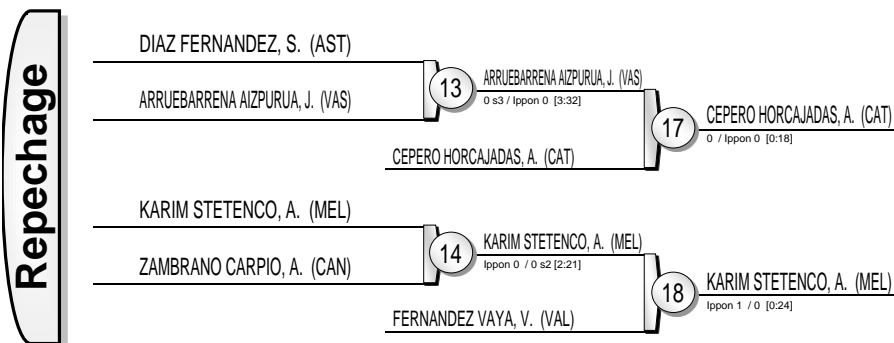 Repechage
DIAZ FERNANDEZ, S. (AST)
ARRUEBARRENA AIZPURUA, J. (VAS)
13
ARRUEBARRENA AIZPURUA, J. (VAS)
0 s3 / Ippon 0 [3:32]
CEPERO HORCAJADAS, A. (CAT)
17
CEPERO HORCAJADAS, A. (CAT)
0 / Ippon 0 [0:18]
KARIM STETENCO, A. (MEL)
ZAMBRANO CARPIO, A. (CAN)
14
KARIM STETENCO, A. (MEL)
Ippon 0 / 0 s2 [2:21]
FERNANDEZ VAYA, V. (VAL)
18
KARIM STETENCO, A. (MEL)
Ippon 1 / 0 [0:24]